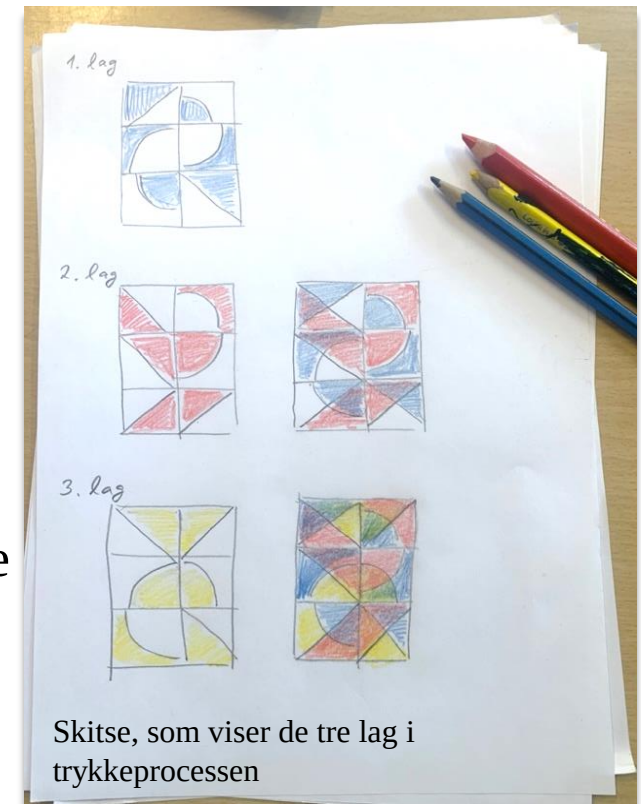 1. lag
2. lag
3. lag
e
Skitse, som viser de tre lag i
trykkeprocessen